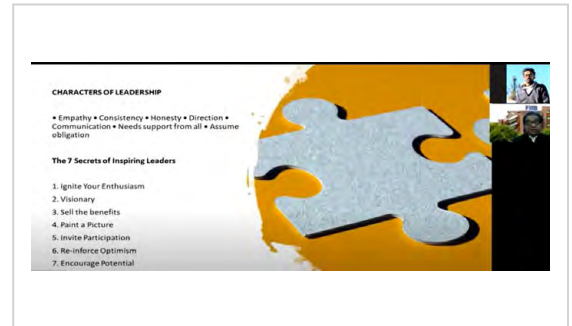 CHARACTERS OF LEADERSHIP
• Empathy • Consistency • Honesty • Direction •
Communication • Needs support from all • Assume
obligation
The 7 Secrets of Inspiring Leaders
1. Ignite Your Enthusiasm
2. Visionary
3. Sell the benefits
4. Paint a Picture
5. Invite Participation
6. Re-inforce Optimism
7. Encourage Potential